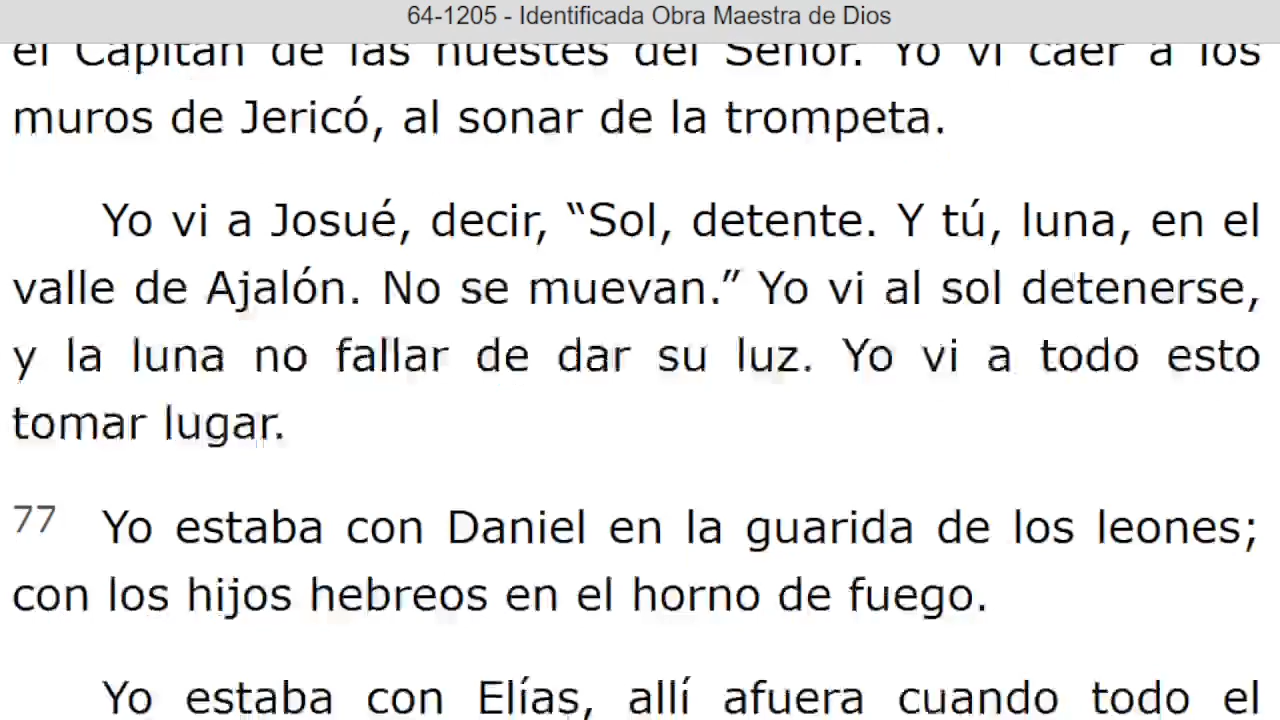 64-1205 - Identificada Obra Maestra de Dios
el Capitán de las huestes del Señor. Yo vi caer a los
muros de Jericó, al sonar de la trompeta.
Yo vi a Josué, decir, “Sol, detente. Y tú, luna, en el
valle de Ajalón. No se muevan.” Yo vi al sol detenerse,
y la luna no fallar de dar su luz. Yo vi a todo esto
tomar lugar.
77 Yo estaba con Daniel en la guarida de los leones;
con los hijos hebreos en el horno de fuego.
Yo estaba con Elías, allí afuera cuando todo el